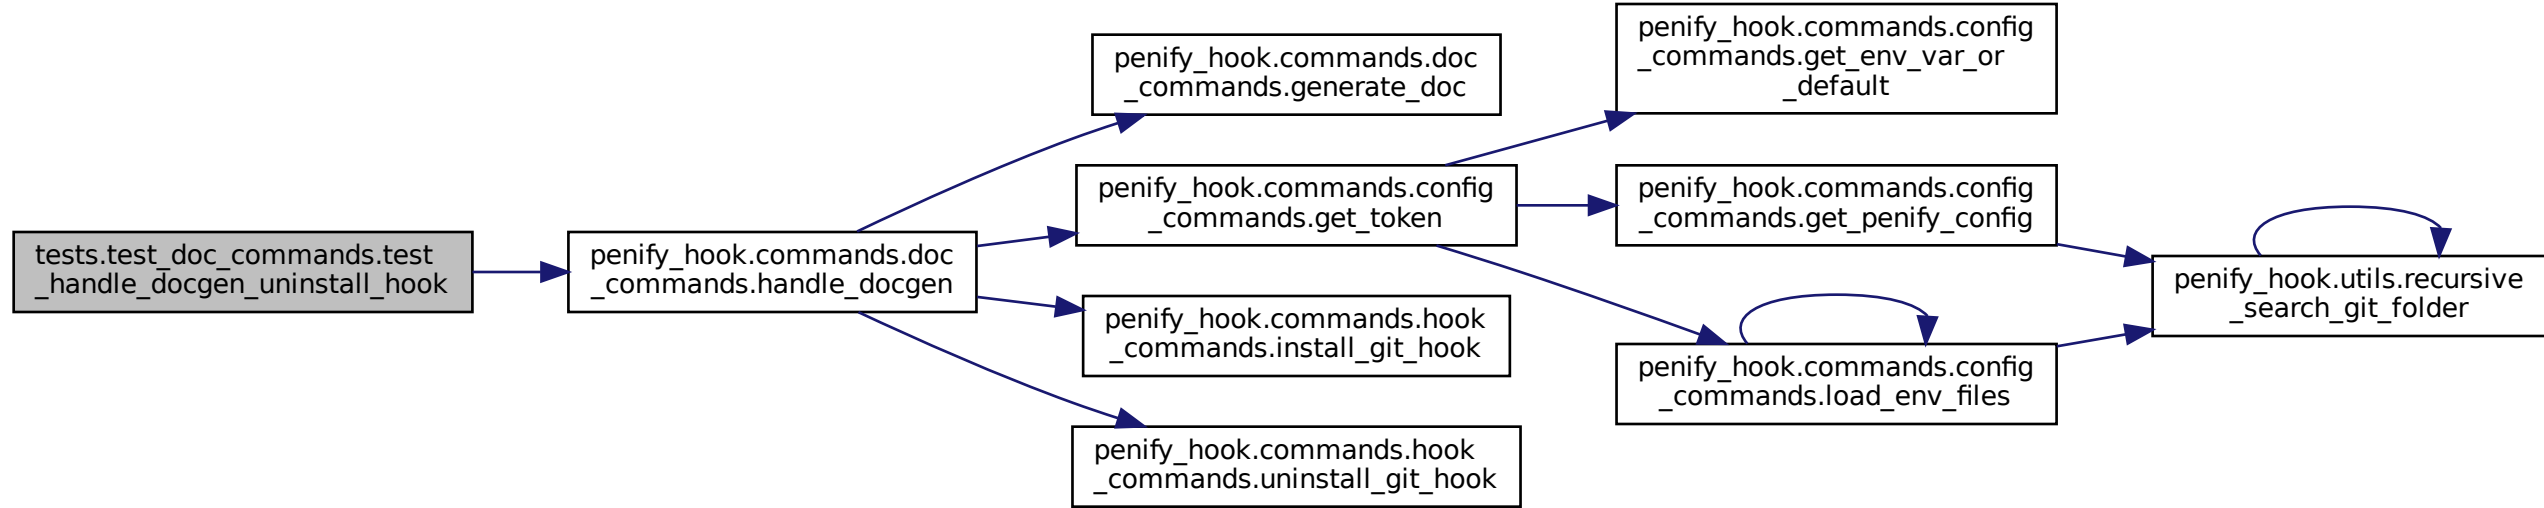 tests.test_doc_commands.test
_handle_docgen_uninstall_hook
penify_hook.commands.doc
_commands.handle_docgen
penify_hook.commands.doc
_commands.generate_doc
penify_hook.commands.config
_commands.get_token
penify_hook.commands.hook
_commands.install_git_hook
penify_hook.commands.hook
_commands.uninstall_git_hook
penify_hook.commands.config
_commands.get_env_var_or
_default
penify_hook.commands.config
_commands.get_penify_config
penify_hook.commands.config
_commands.load_env_files
penify_hook.utils.recursive
_search_git_folder